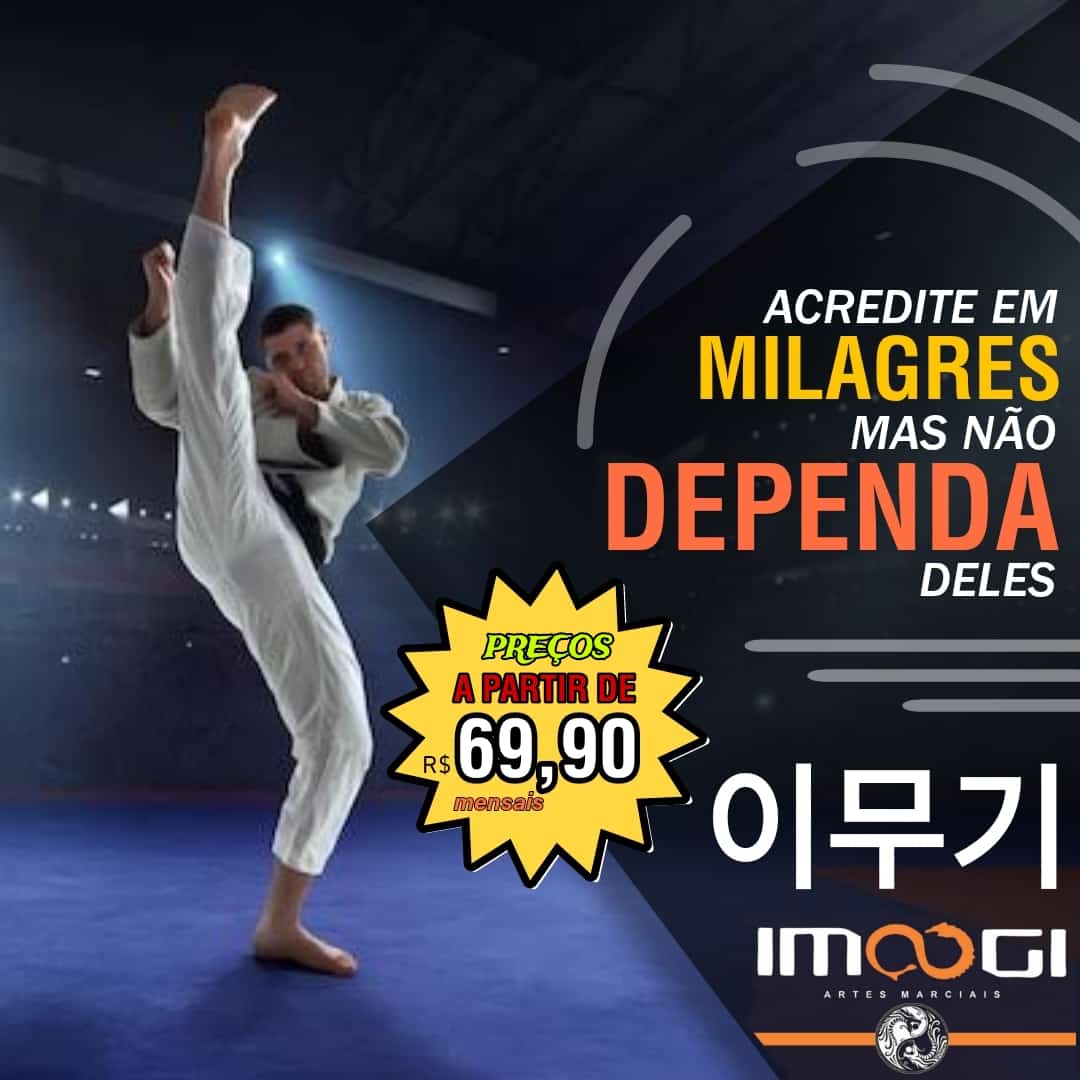 ACREDITE EM
MILAGRES
MAS NÃO
DEPENDA
DELES
PREÇOS
A PARTIR DE
R$ 69,90
mensais
이무기
IMOOGI
ARTES MARCIAIS